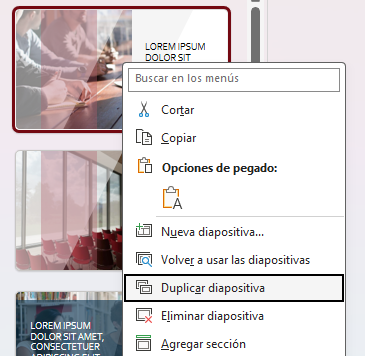 LOREM IPSUM
DOLOR SIT
Buscar en los menús
Cortar
Copiar
Opciones de pegado:
Nueva diapositiva...
Volver a usar las diapositivas
Duplicar diapositiva
Eliminar diapositiva
Agregar sección
LOREM IPSUM
DOLOR SIT AMET,
CONSECTETUER
ADIPISCING ELIT